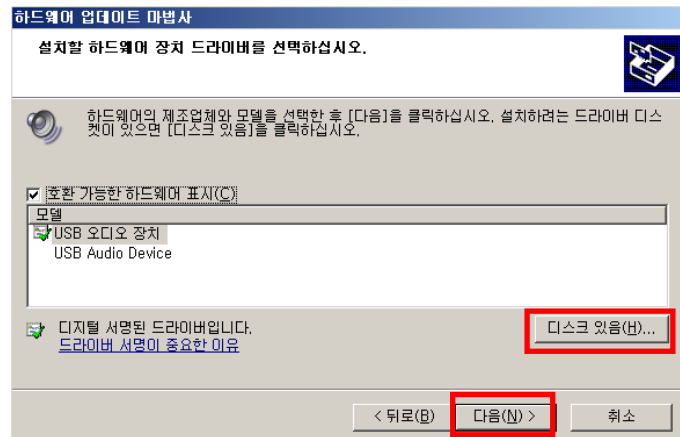 하드웨어 업데이트 마법사
설치할 하드웨어 장치 드라이버를 선택하십시오.
하드웨어의 제조업체와 모델을 선택한 후 [다음]을 클릭하십시오. 설치하려는 드라이버 디스
켓이 있으면 [디스크 있음]을 클릭하십시오.
호환 가능한 하드웨어 표시(C)
모델
USB 오디오 장치
USB Audio Device
디지털 서명된 드라이버입니다.
디스크 있음(H)...
드라이버 서명이 중요한 이유
< 뒤로(B) 다음(N) > 취소